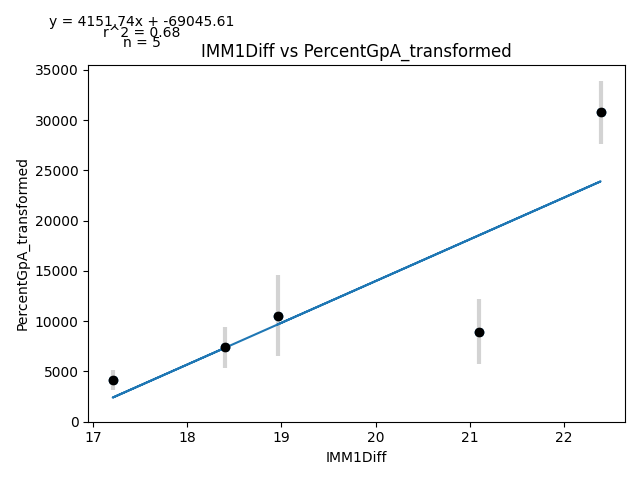 y = 4151.74x + -69045.61
r^2 = 0.68
n = 5
IMM1Diff vs PercentGpA_transformed
35000
30000
25000
20000
15000
10000
5000
0
PercentGpA_transformed
17 18 19 20 21 22
IMM1Diff